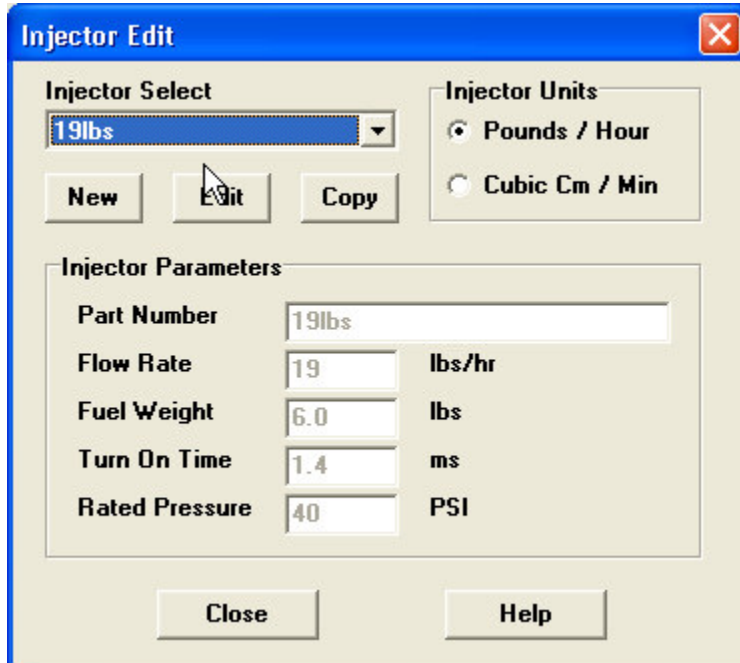 Injector Edit
Injector Select
19lbs
New Edit Copy
Injector Units
Pounds / Hour
Cubic Cm / Min
Injector Parameters
Part Number 19lbs
Flow Rate 19 lbs/hr
Fuel Weight 6.0 lbs
Turn On Time 1.4 ms
Rated Pressure 40 PSI
Close Help